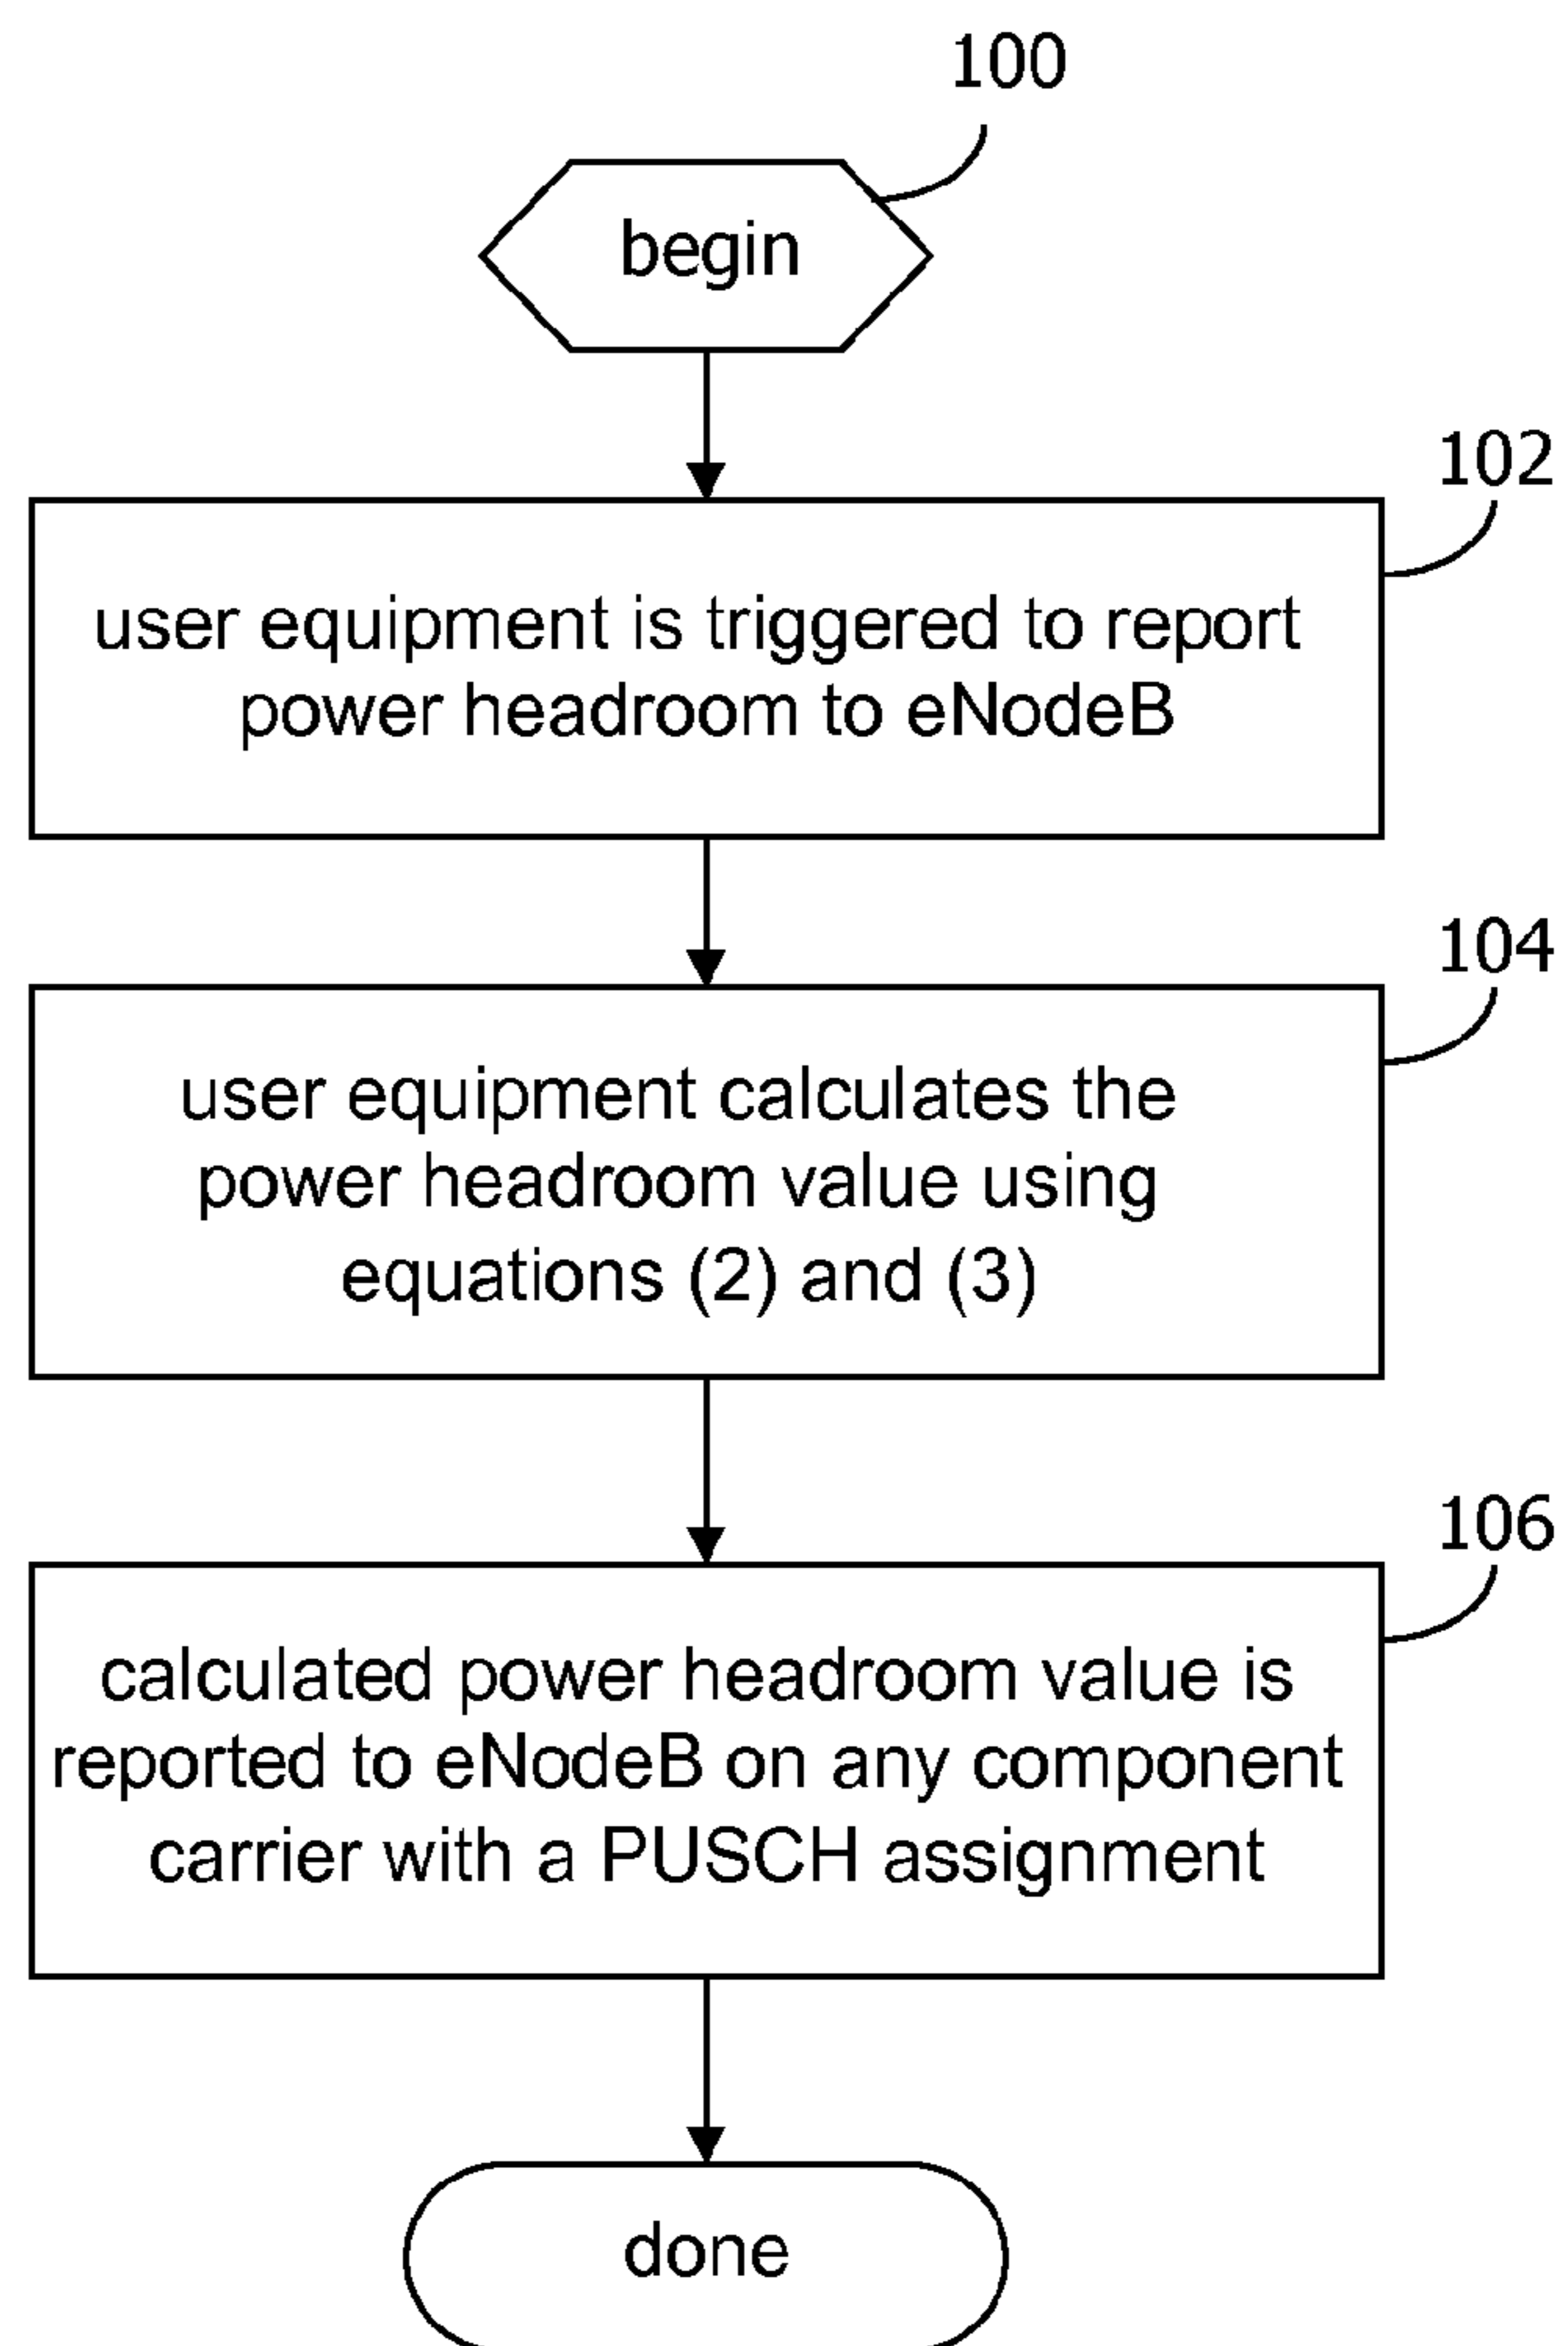 100
begin
102
user equipment is triggered to report
power headroom to eNodeB
104
user equipment calculates the
power headroom value using
equations (2) and (3)
106
calculated power headroom value is
reported to eNodeB on any component
carrier with a PUSCH assignment
done